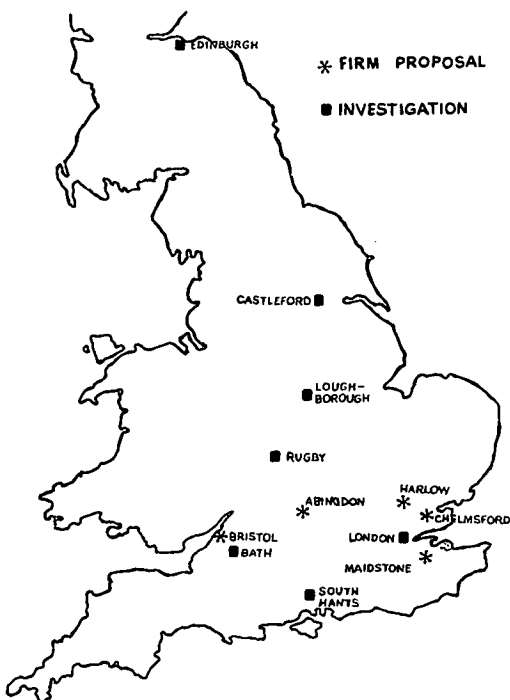 EDINBURGH
FIRM PROPOSAL
INVESTIGATION
CASTLEFORD
LOUGH-
BOROUGH
RUGBY
HARLOW
ABINGDON
CHELMSFORD
BRISTOL
LONDON
BATH
MAIDSTONE
SOUTH
HANTS